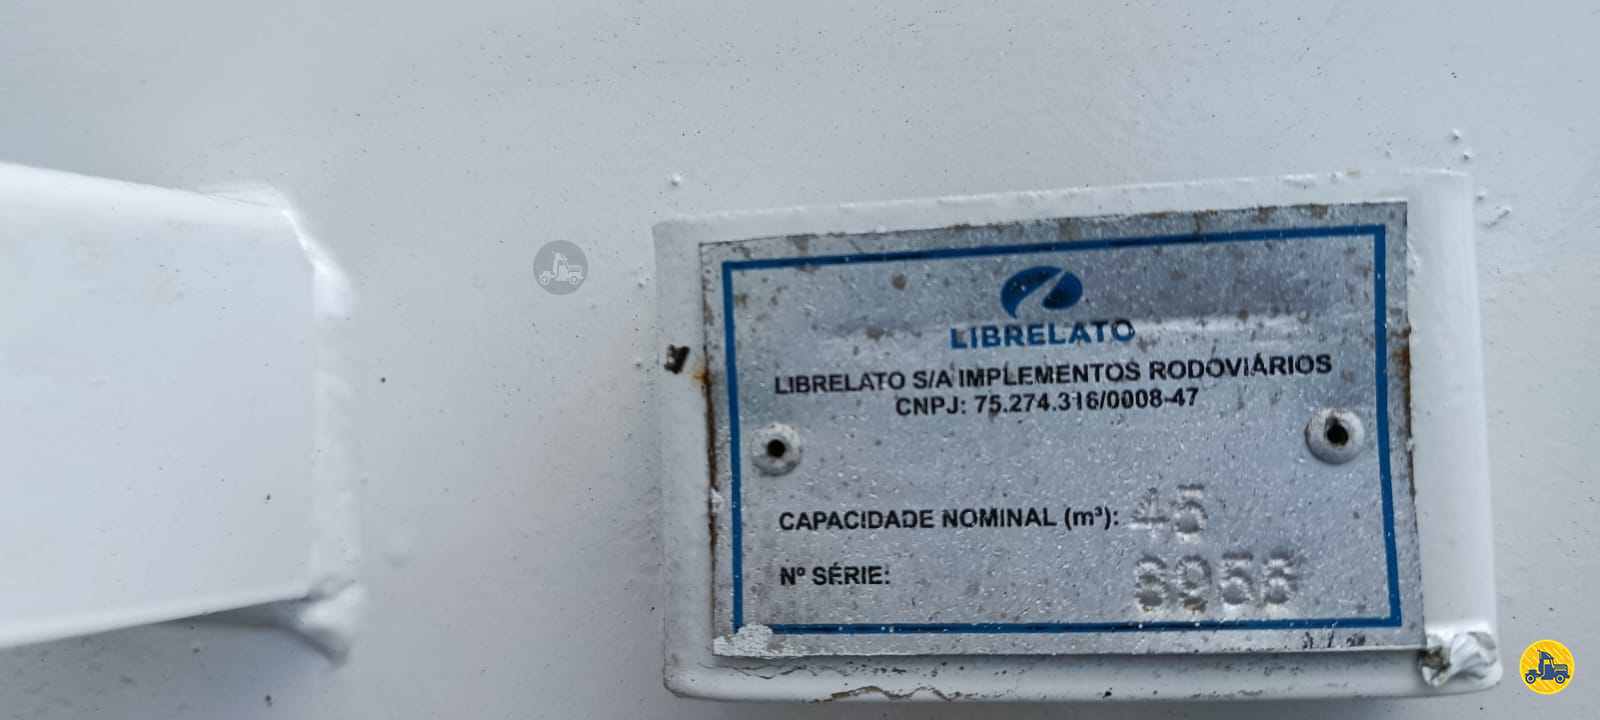 LIBRELATO
LIBRELATO S/A IMPLEMENTOS RODOVIÁRIOS
CNPJ: 75.274.316/0008-47
CAPACIDADE NOMINAL (m³): 45
Nº SÉRIE: